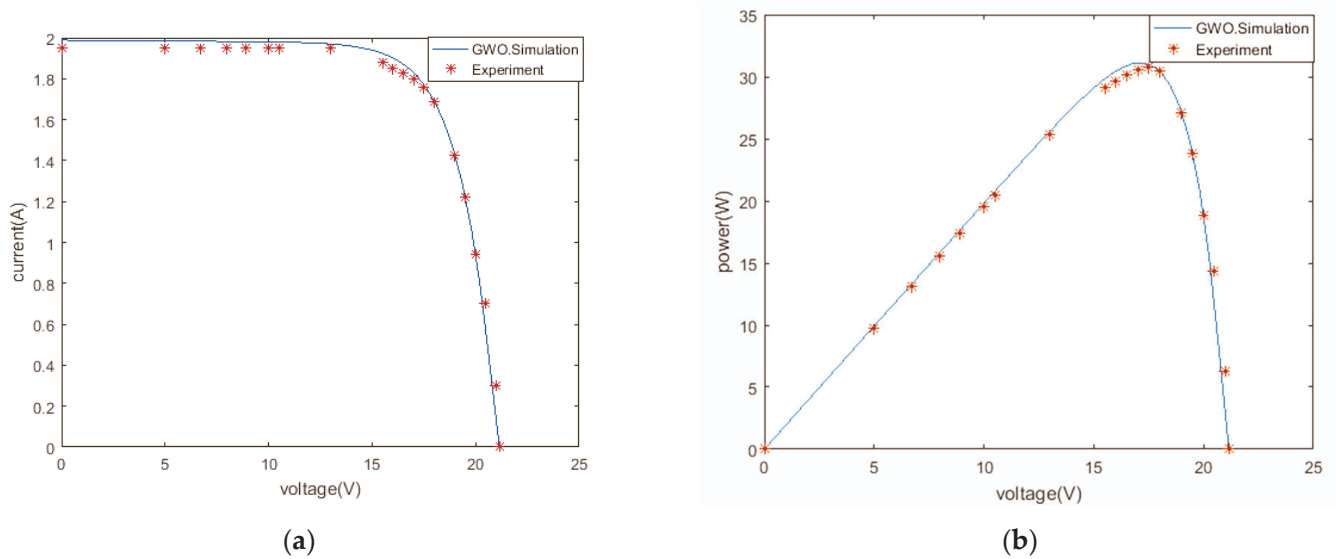 2
1.8
1.6
1.4
1.2
1
0.8
0.6
0.4
0.2
0
current(A)
0 5 10 15 20 25
voltage(V)
GWO.Simulation
Experiment
(a)
35
30
25
20
15
10
5
0
power(W)
0 5 10 15 20 25
voltage(V)
GWO.Simulation
Experiment
(b)